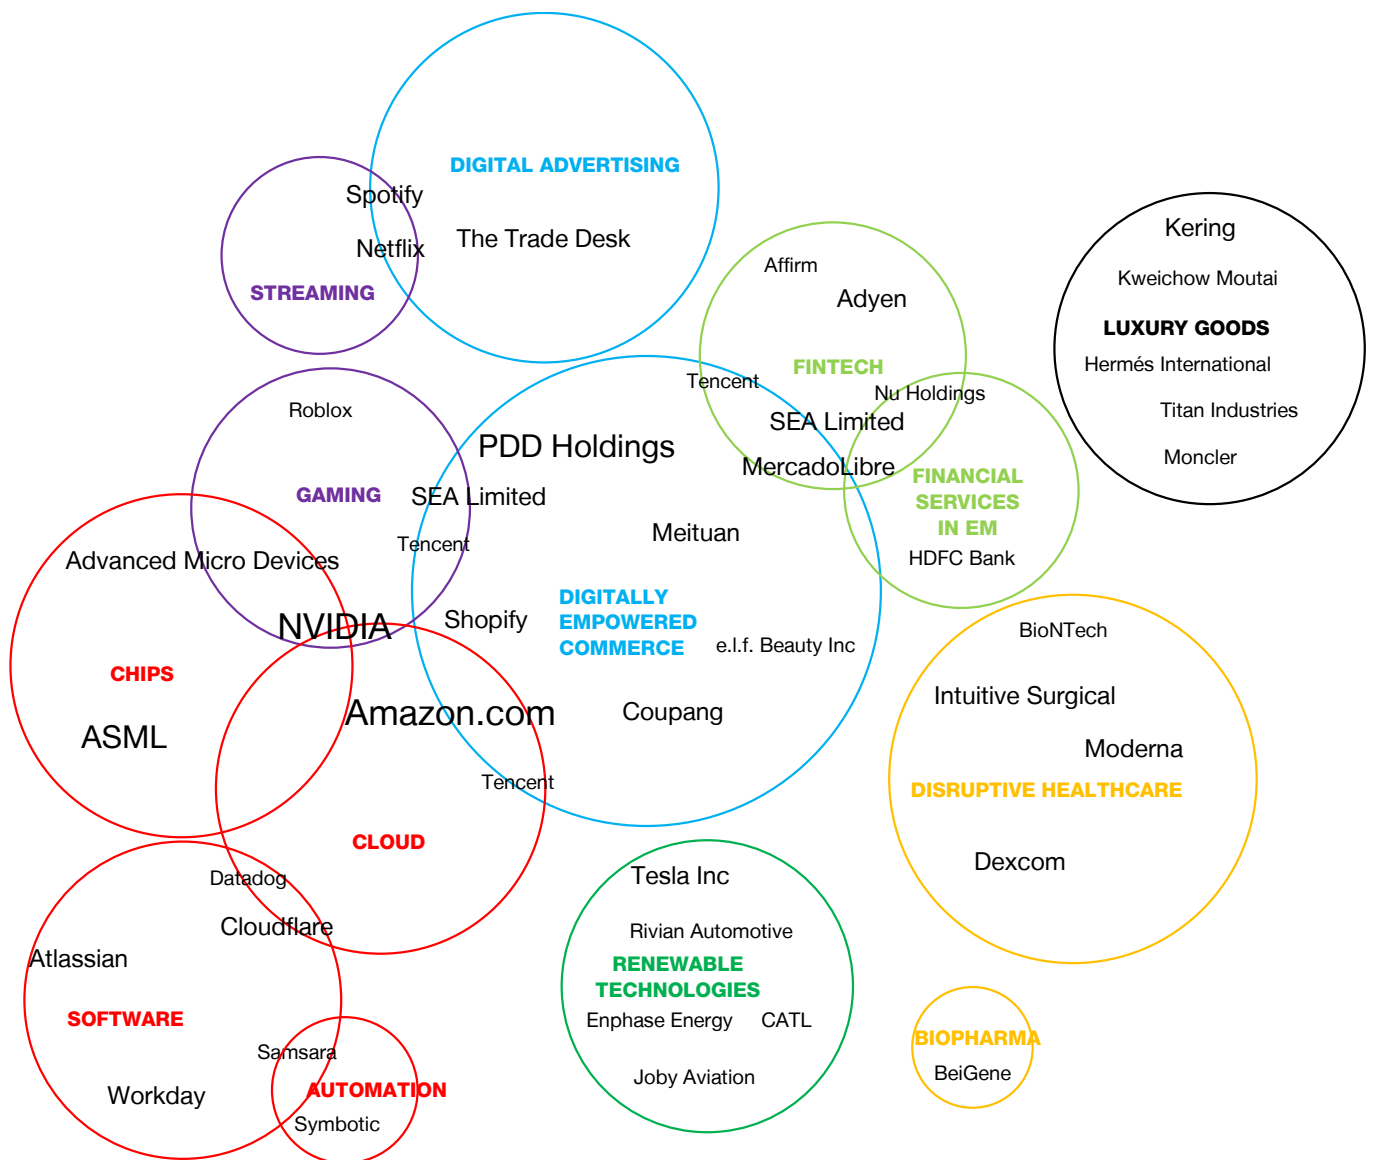 DIGITAL ADVERTISING
Spotify
The Trade Desk
Netflix
STREAMING
Kering
Affirm
Kweichow Moutai
Adyen
LUXURY GOODS
FINTECH
Hermés International
Tencent
Nu Holdings
Roblox
SEA Limited
Titan Industries
PDD Holdings
MercadoLibre
Moncler
GAMING
SEA Limited
FINANCIAL
SERVICES
IN EM
Meituan
Tencent
HDFC Bank
Advanced Micro Devices
DIGITALLY
EMPOWERED
COMMERCE
NVIDIA
Shopify
e.l.f. Beauty Inc
BioNTech
CHIPS
Intuitive Surgical
Amazon.com
Coupang
ASML
Moderna
Tencent
DISRUPTIVE HEALTHCARE
CLOUD
Dexcom
Datadog
Tesla Inc
Cloudflare
Rivian Automotive
Atlassian
RENEWABLE
TECHNOLOGIES
SOFTWARE
Enphase Energy
CATL
BIOPHARMA
Samsara
BeiGene
Joby Aviation
Workday
AUTOMATION
Symbotic